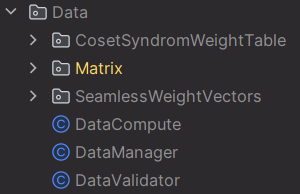 Data
CosetSyndromWeightTable
Matrix
SeamlessWeightVectors
DataCompute
DataManager
DataValidator